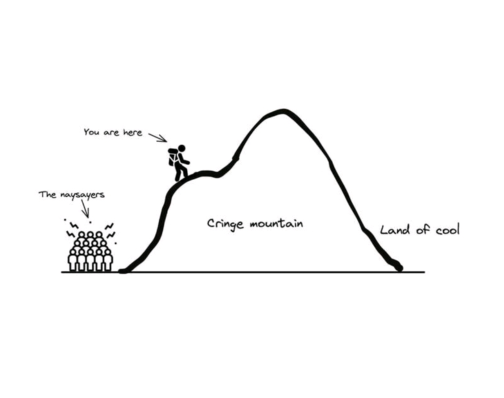 You are here
The naysayers
Cringe mountain
Land of cool